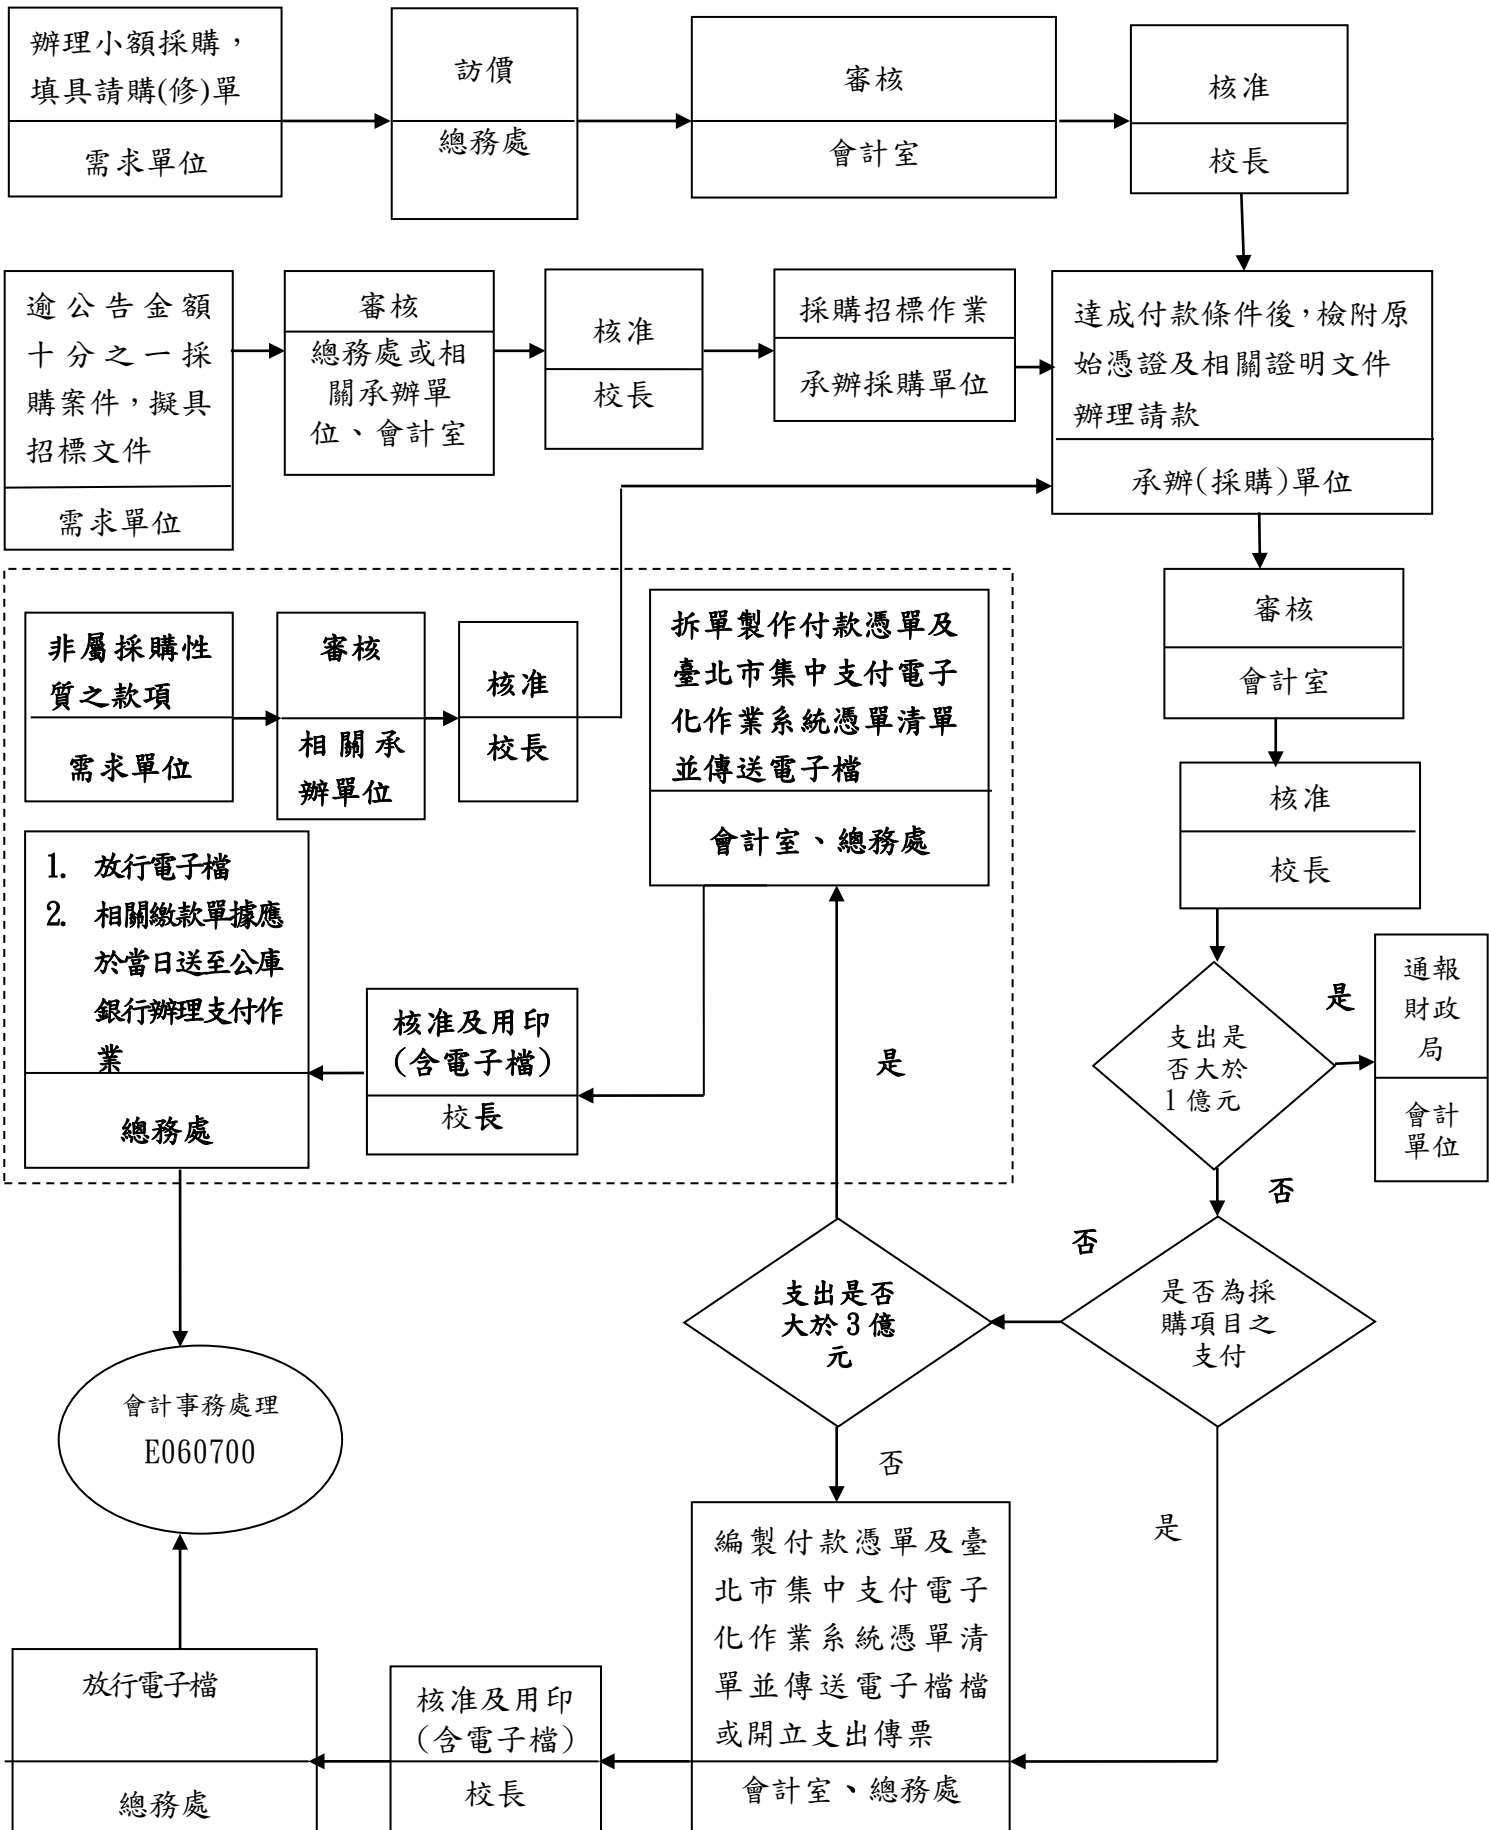 辦理小額採購，
填具請購(修)單
需求單位
訪價
總務處
審核
會計室
核准
校長
逾公告金額
十分之一採
購案件，擬具
招標文件
需求單位
審核
總務處或相
關承辦單
位、會計室
核准
校長
採購招標作業
承辦採購單位
達成付款條件後，檢附原
始憑證及相關證明文件
辦理請款
承辦(採購)單位
非屬採購性
質之款項
需求單位
審核
相關承
辦單位
核准
校長
拆單製作付款憑單及
臺北市集中支付電子
化作業系統憑單清單
並傳送電子檔
會計室、總務處
審核
會計室
核准
校長
1. 放行電子檔
2. 相關繳款單據應
於當日送至公庫
銀行辦理支付作
業
總務處
核准及用印
(含電子檔)
校長
是
支出是
否大於
1億元
是
通報
財政
局
會計
單位
否
否
支出是否
大於3億
元
是否為採
購項目之
支付
會計事務處理
E060700
否
是
編製付款憑單及臺
北市集中支付電子
化作業系統憑單清
單並傳送電子檔檔
或開立支出傳票
會計室、總務處
核准及用印
(含電子檔)
校長
放行電子檔
總務處